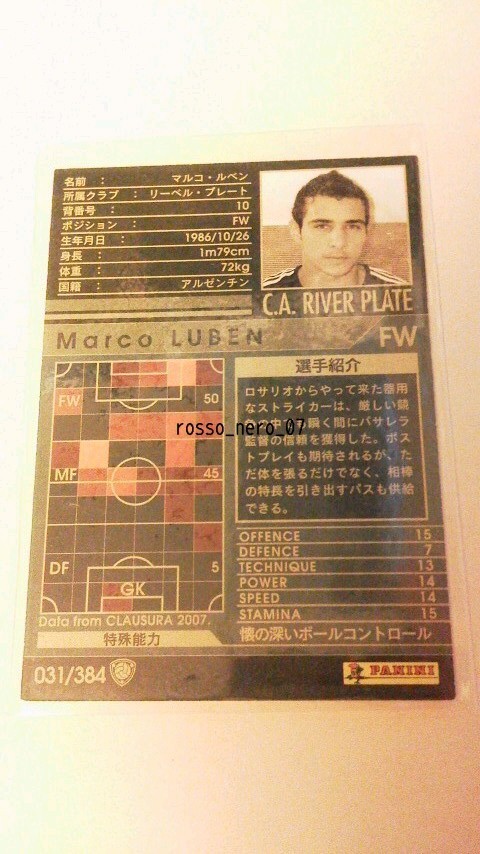 名前 : マルコ・ルベン
所属クラブ : リーベル・プレート
背番号 : 10
ポジション : FW
生年月日 : 1986/10/26
身長 : 1m79cm
体重 : 72kg
国籍 : アルゼンチン
C.A. RIVER PLATE
Marco LUBEN
FW
FW 50
MF 45
DF 5
GK
Data from CLAUSURA 2007.
選手紹介
ロサリオからやって来た器用
なストライカーは、厳しい競
瞬く間にパサレラ
監督の信頼を獲得した。ポス
トプレイも期待されるが、た
だ体を張るだけでなく、相棒
の特長を引き出すパスも供給
できる。
rosso_nero_07
OFFENCE 15
DEFENCE 7
TECHNIQUE 13
POWER 14
SPEED 14
STAMINA 15
特殊能力
懐の深いボールコントロール
031/384
PANINI